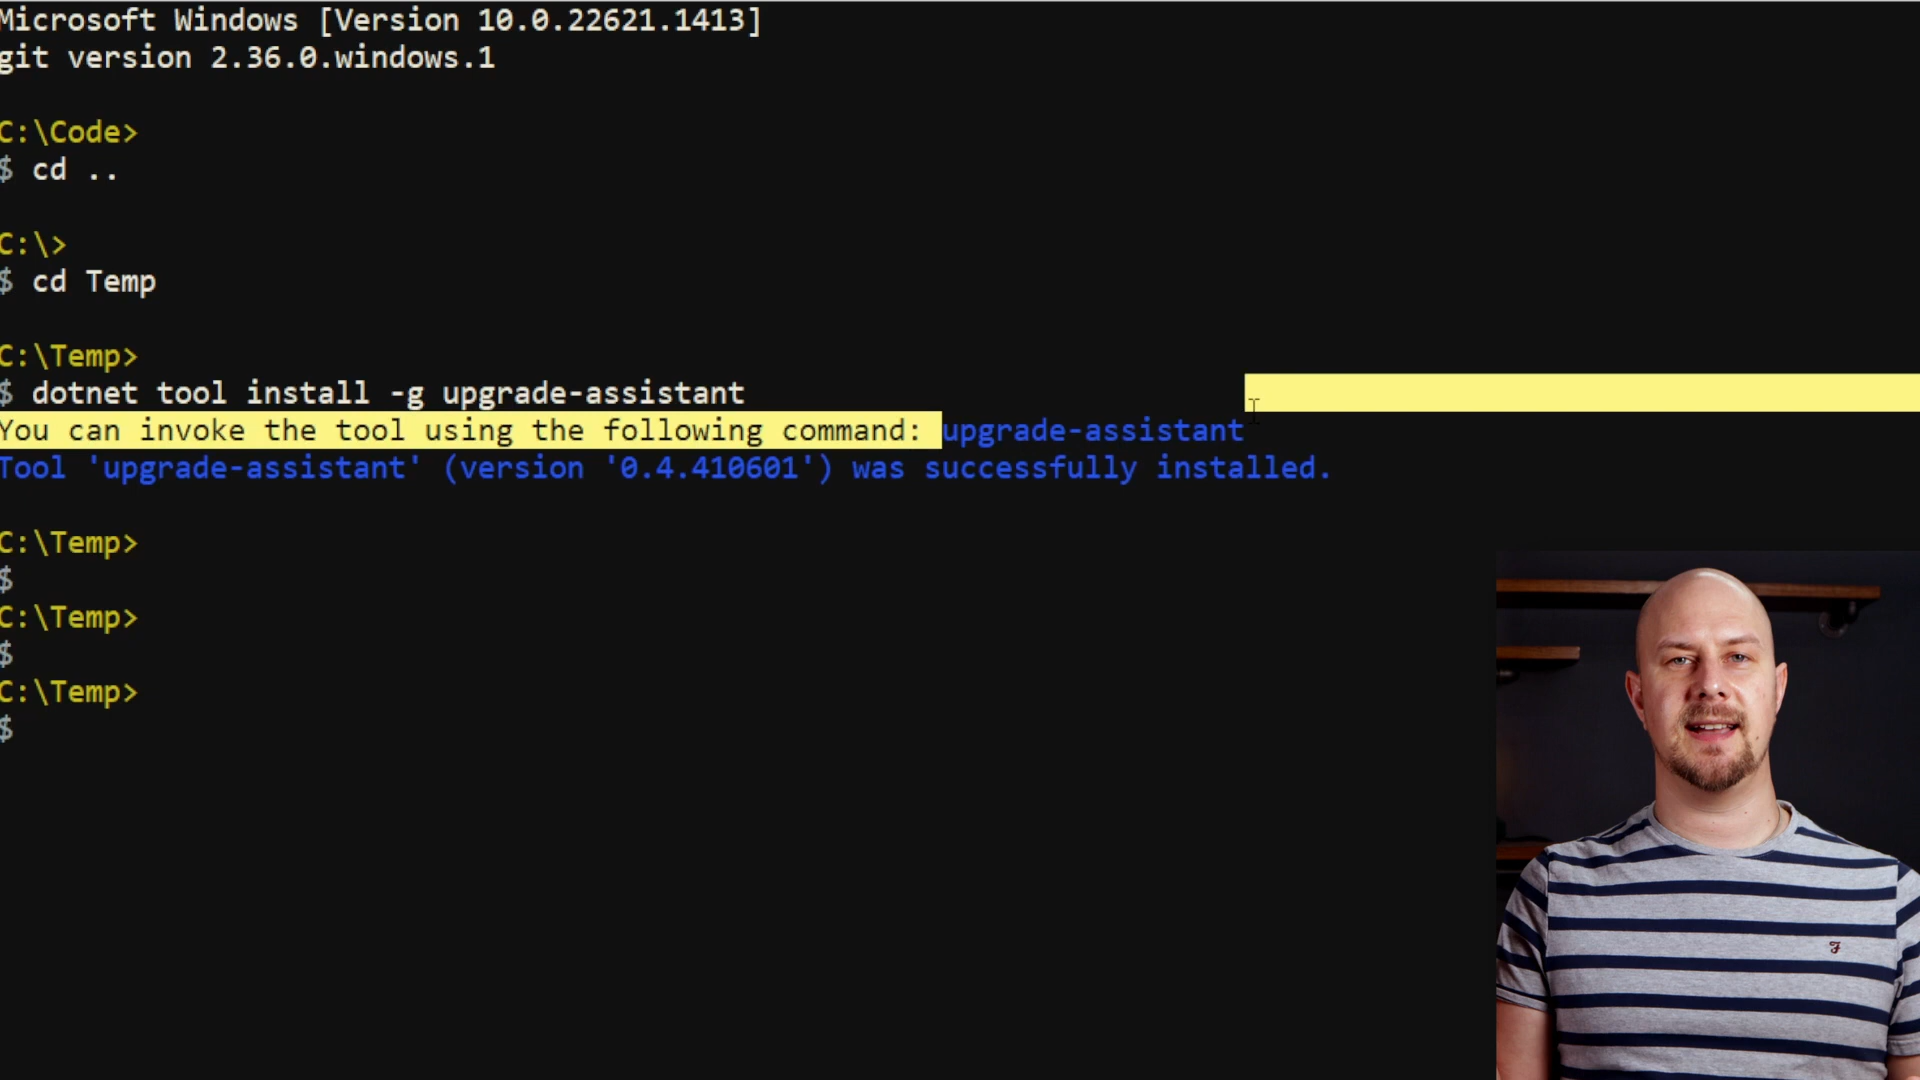 Microsoft Windows [Version 10.0.22621.1413]
git version 2.36.0.windows.1
C:\Code>
$ cd ..
C:\>
$ cd Temp
C:\Temp>
$ dotnet tool install -g upgrade-assistant
You can invoke the tool using the following command: upgrade-assistant
Tool 'upgrade-assistant' (version '0.4.410601') was successfully installed.
C:\Temp>
$
C:\Temp>
$
C:\Temp>
$